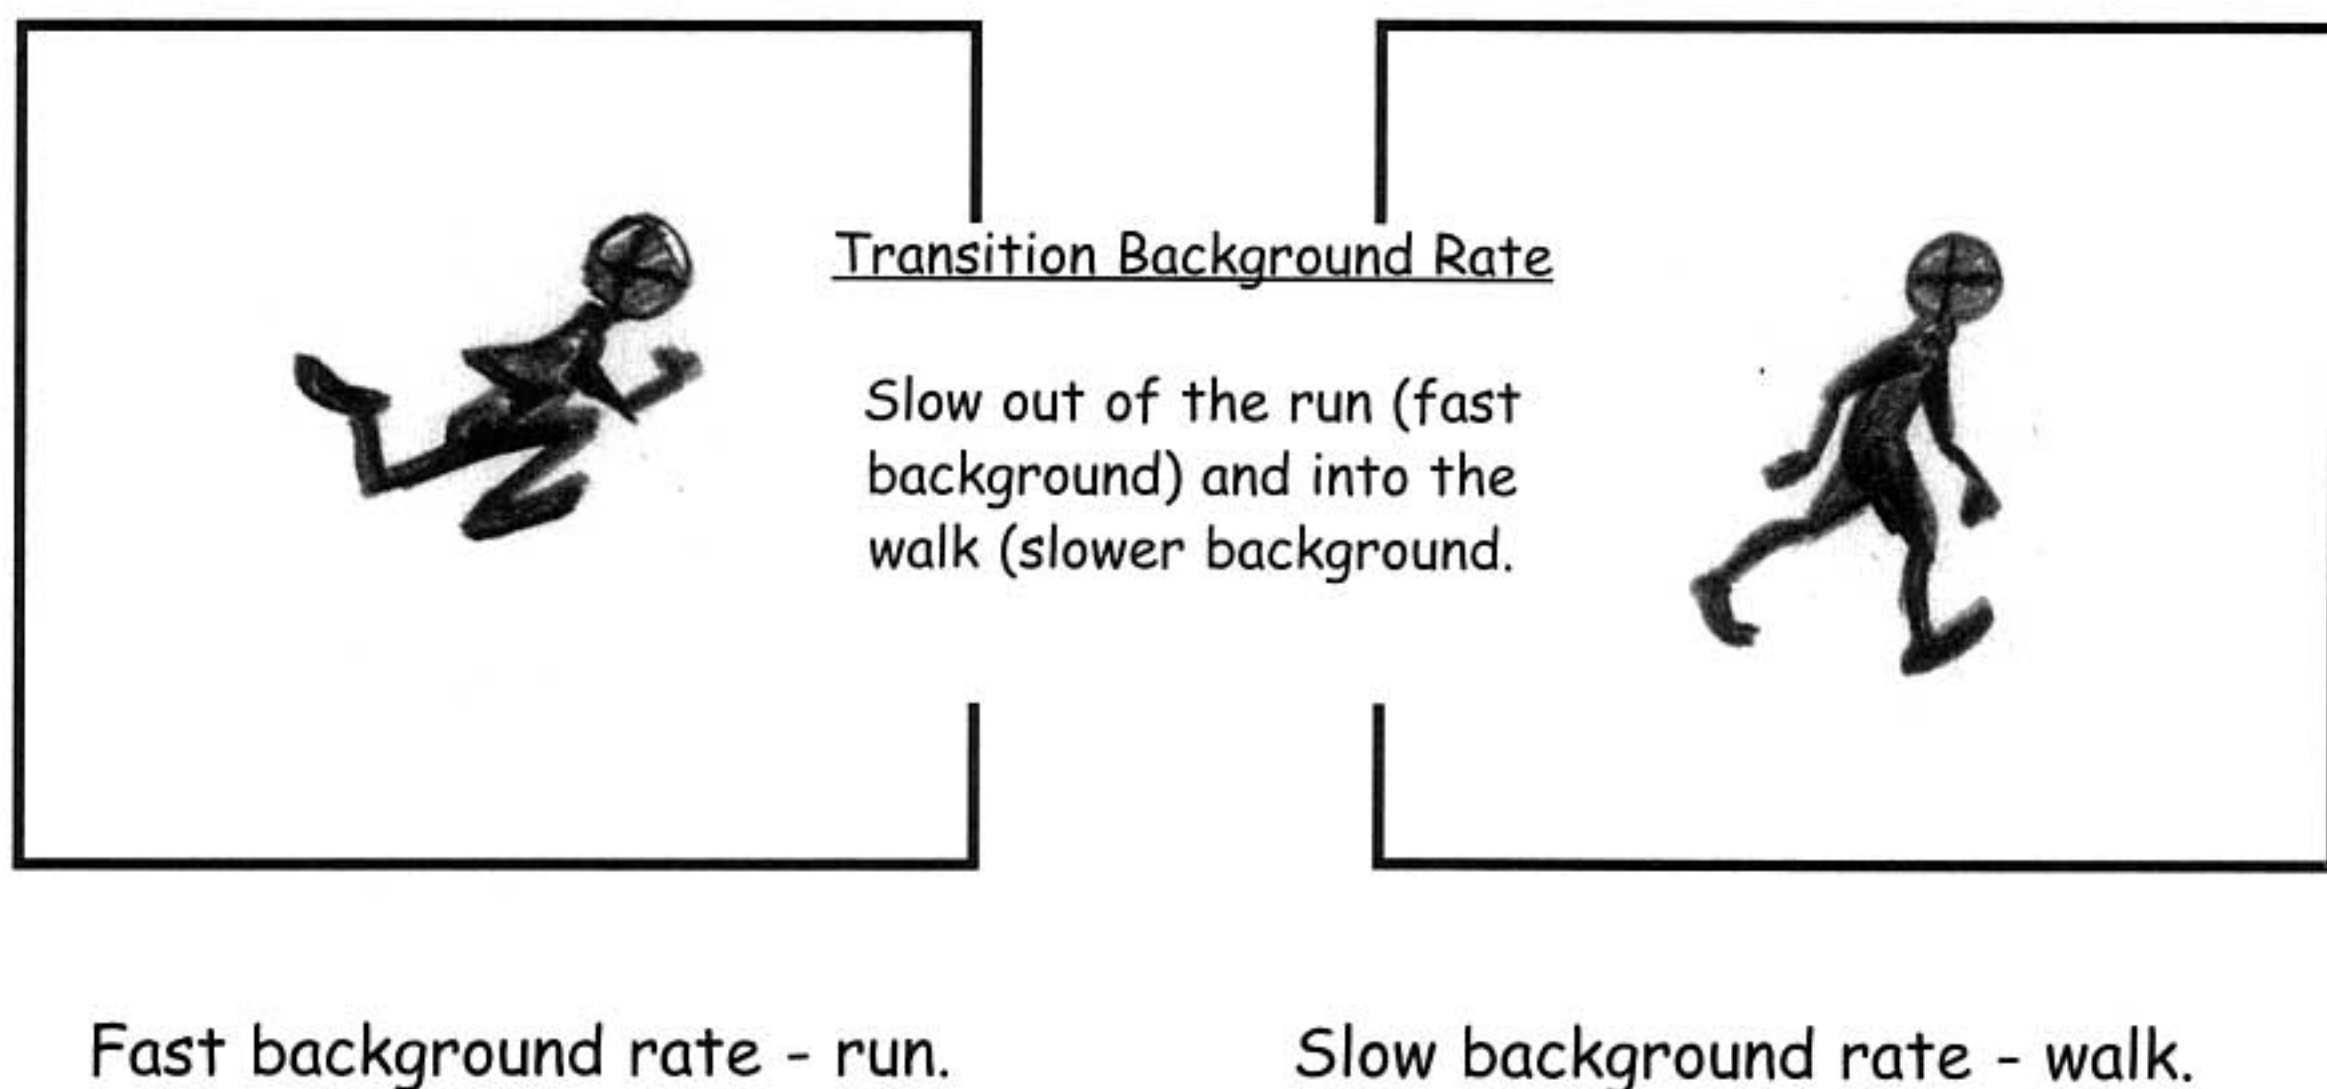 Transition Background Rate
Slow out of the run (fast
background) and into the
walk (slower background.
Fast background rate - run.
Slow background rate - walk.